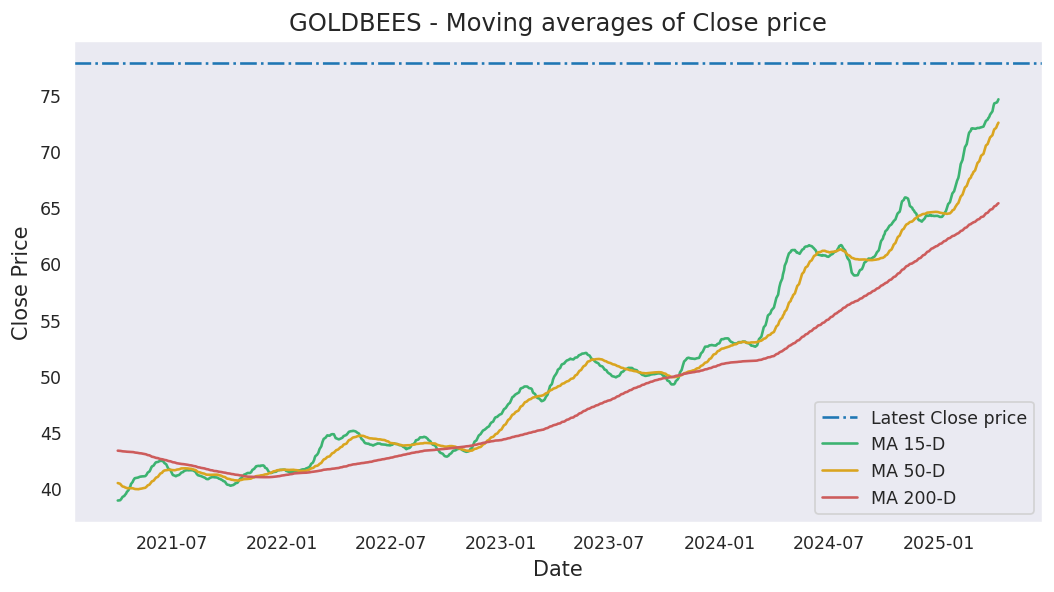 GOLDBEES - Moving averages of Close price
Close Price
75
70
65
60
55
50
45
40
Latest Close price
MA 15-D
MA 50-D
MA 200-D
2021-07
2022-01
2022-07
2023-01
2023-07
2024-01
2024-07
2025-01
Date